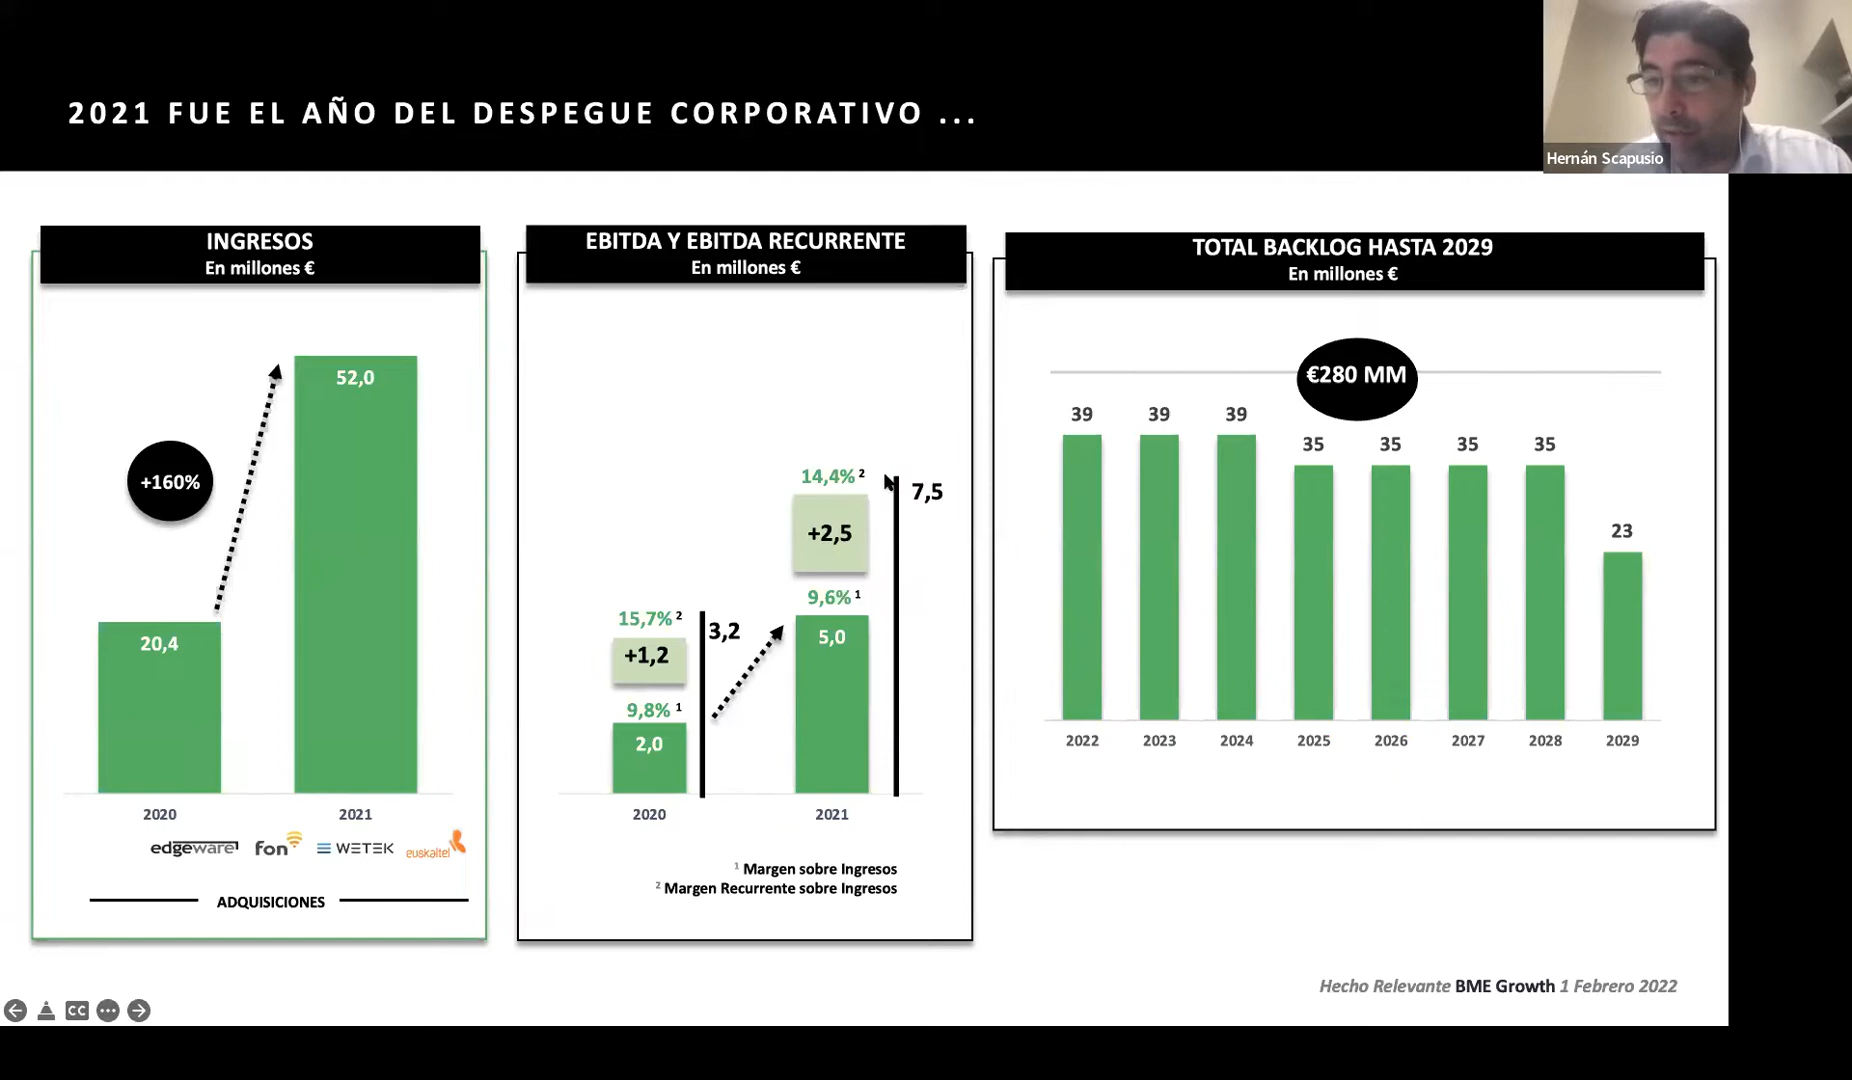 2021 FUE EL AÑO DEL DESPEGUE CORPORATIVO ...
Hernán Scapusio
INGRESOS
En millones €
52,0
+160%
20,4
2020
2021
edgeware
fon
WETEK
euskaltel
ADQUISICIONES
EBITDA Y EBITDA RECURRENTE
En millones €
14,4% 2
7,5
+2,5
9,6% 1
5,0
15,7% 2
3,2
+1,2
9,8% 1
2,0
2020
2021
1 Margen sobre Ingresos
2 Margen Recurrente sobre Ingresos
TOTAL BACKLOG HASTA 2029
En millones €
€280 MM
39
39
39
35
35
35
35
23
2022
2023
2024
2025
2026
2027
2028
2029
Hecho Relevante BME Growth 1 Febrero 2022
CC